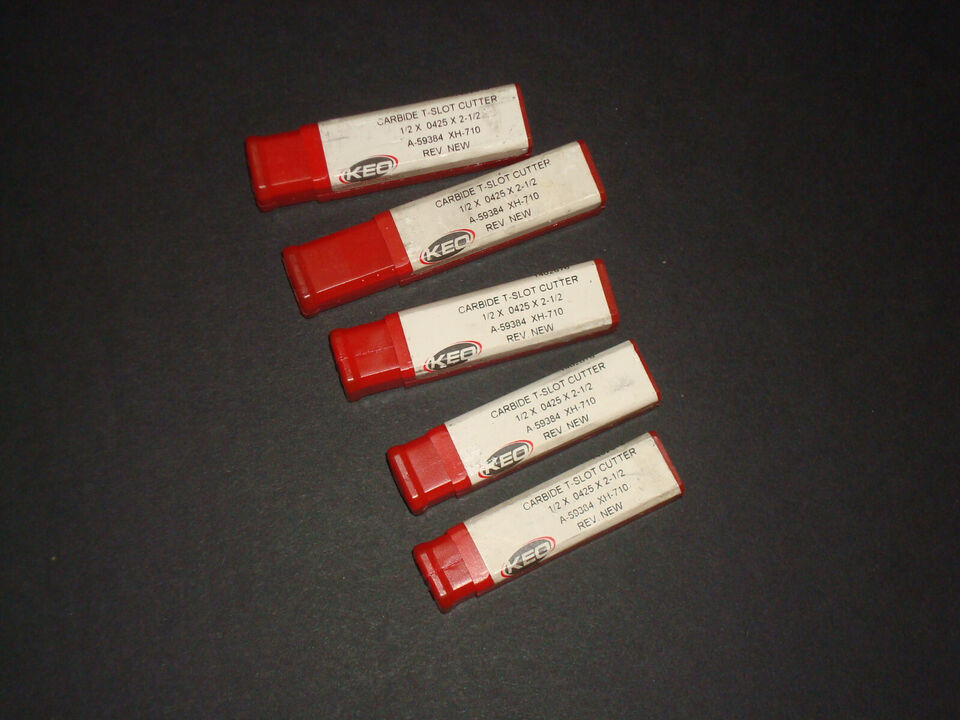 CARBIDE T-SLOT CUTTER
1/2 X 0425 X 2-1/2
A-59384 XH-710
REV NEW
KEO
CARBIDE T-SLOT CUTTER
1/2 X 0425 X 2-1/2
A-59384 XH-710
REV NEW
KEO
CARBIDE T-SLOT CUTTER
1/2 X 0425 X 2-1/2
A-59384 XH-710
REV NEW
KEO
CARBIDE T-SLOT CUTTER
1/2 X 0425 X 2-1/2
A-59384 XH-710
REV NEW
KEO
CARBIDE T-SLOT CUTTER
1/2 X 0425 X 2-1/2
A-59384 XH-710
REV NEW
KEO